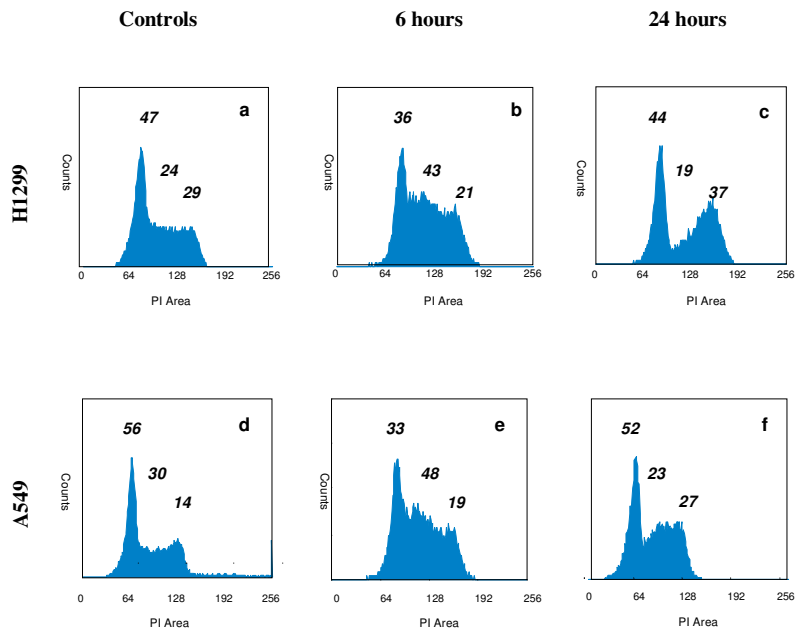 Controls 6 hours 24 hours
H1299
a
47
24
29
Counts
0 64 128 192 256
PI Area
b
36
43
21
Counts
0 64 128 192 256
PI Area
c
44
19
37
Counts
0 64 128 192 256
PI Area
A549
d
56
30
14
Counts
0 64 128 192 256
PI Area
e
33
48
19
Counts
0 64 128 192 256
PI Area
f
52
23
27
Counts
0 64 128 192 256
PI Area